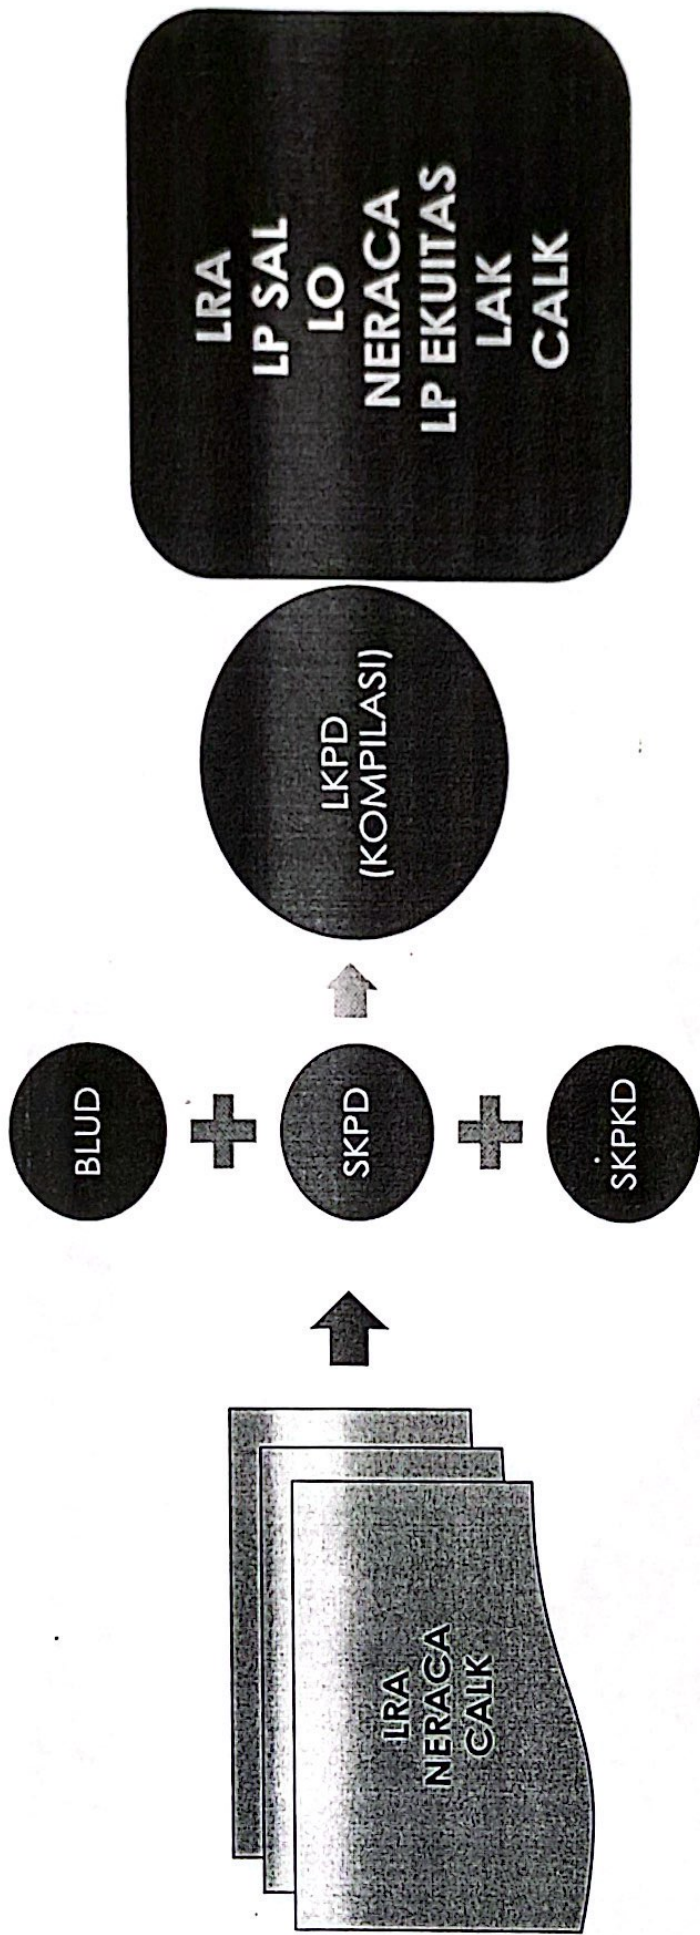 LRA
NERACA
CALK
BLUD
SKPD
SKPKD
LKPD
(KOMPILASI)
LRA
LP SAL
LO
NERACA
LP EKUITAS
LAK
CALK